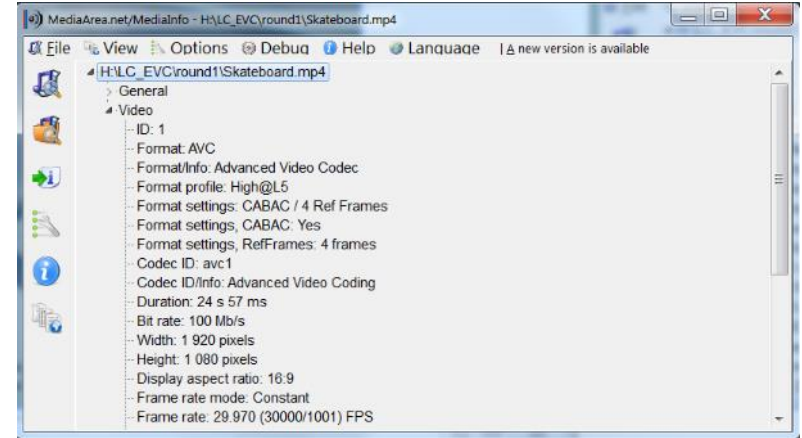 MediaArea.net/MediaInfo - H:\LC_EVC\round1\Skateboard.mp4
File View Options Debug Help Language | A new version is available
H:\LC_EVC\round1\Skateboard.mp4
General
Video
ID: 1
Format: AVC
Format/Info: Advanced Video Codec
Format profile: High@L5
Format settings: CABAC / 4 Ref Frames
Format settings, CABAC: Yes
Format settings, RefFrames: 4 frames
Codec ID: avc1
Codec ID/Info: Advanced Video Coding
Duration: 24 s 57 ms
Bit rate: 100 Mb/s
Width: 1 920 pixels
Height: 1 080 pixels
Display aspect ratio: 16:9
Frame rate mode: Constant
Frame rate: 29.970 (30000/1001) FPS